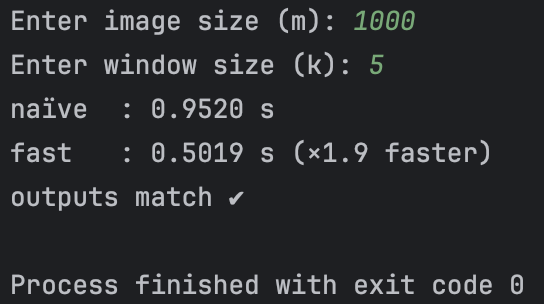 Enter image size (m): 1000
Enter window size (k): 5
naïve  : 0.9520 s
fast   : 0.5019 s (×1.9 faster)
outputs match ✔

Process finished with exit code 0